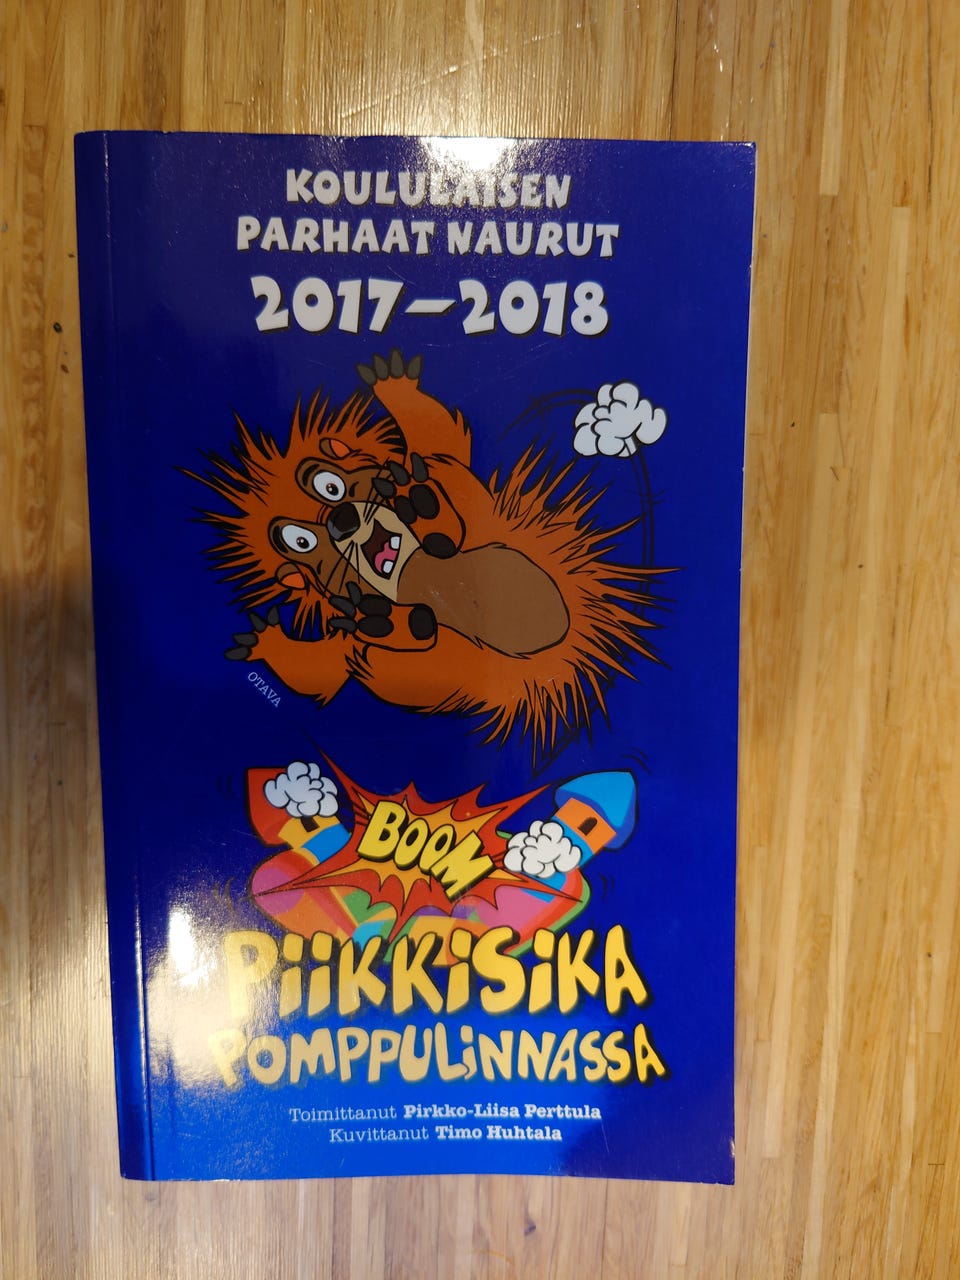 KOULULAISEN
PARHAAT NAURUT
2017–2018
OTAVA
BOOM
PIIKKISIKA
POMPPULINNASSA
Toimittanut Pirkko-Liisa Perttula
Kuvittanut Timo Huhtala